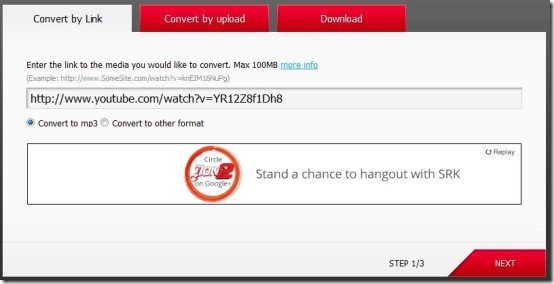 Convert by Link
Convert by upload
Download
Enter the link to the media you would like to convert. Max 100MB more info
(Example: http://www.SomeSite.com/watch?v=knEIM16NuPg)
http://www.youtube.com/watch?v=YR12Z8f1Dh8
Convert to mp3 Convert to other format
Replay
Circle
on Google+
Stand a chance to hangout with SRK
STEP 1/3
NEXT